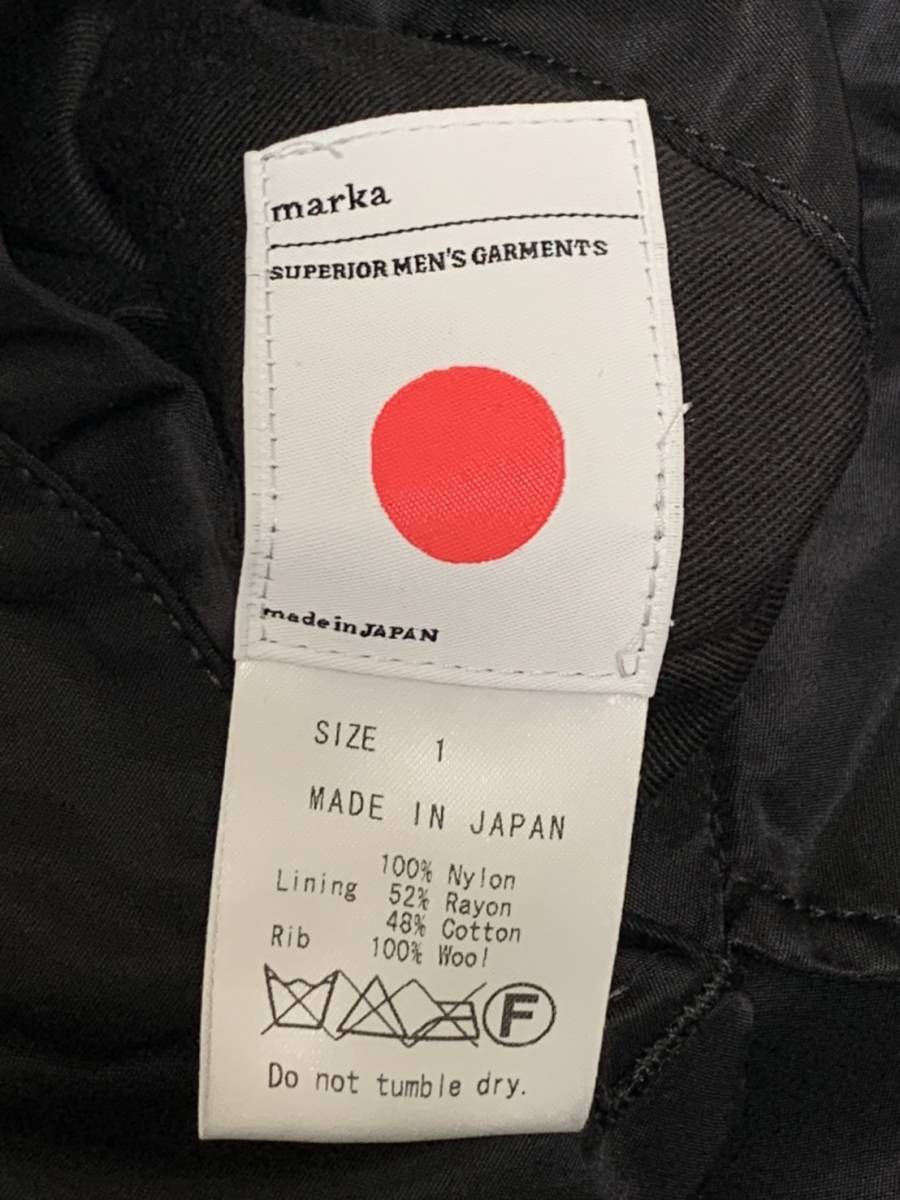 marka
SUPERIOR MEN'S GARMENTS
made in JAPAN
SIZE 1
MADE IN JAPAN
100% Nylon
Lining 52% Rayon
48% Cotton
Rib 100% Wool
F
Do not tumble dry.